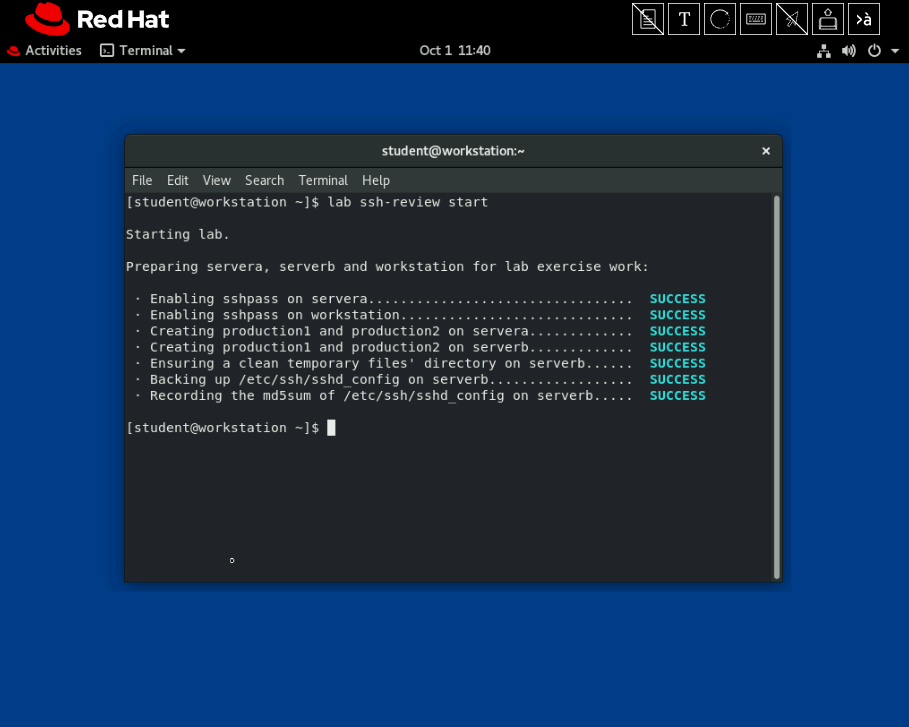 Red Hat
T
>à
Activities
Terminal
Oct 1 11:40
student@workstation:~
×
File Edit View Search Terminal Help
[student@workstation ~]$ lab ssh-review start
Starting lab.
Preparing servera, serverb and workstation for lab exercise work:
· Enabling sshpass on servera................................. SUCCESS
· Enabling sshpass on workstation............................. SUCCESS
· Creating production1 and production2 on servera............. SUCCESS
· Creating production1 and production2 on serverb............. SUCCESS
· Ensuring a clean temporary files' directory on serverb...... SUCCESS
· Backing up /etc/ssh/sshd_config on serverb.................. SUCCESS
· Recording the md5sum of /etc/ssh/sshd_config on serverb..... SUCCESS
[student@workstation ~]$